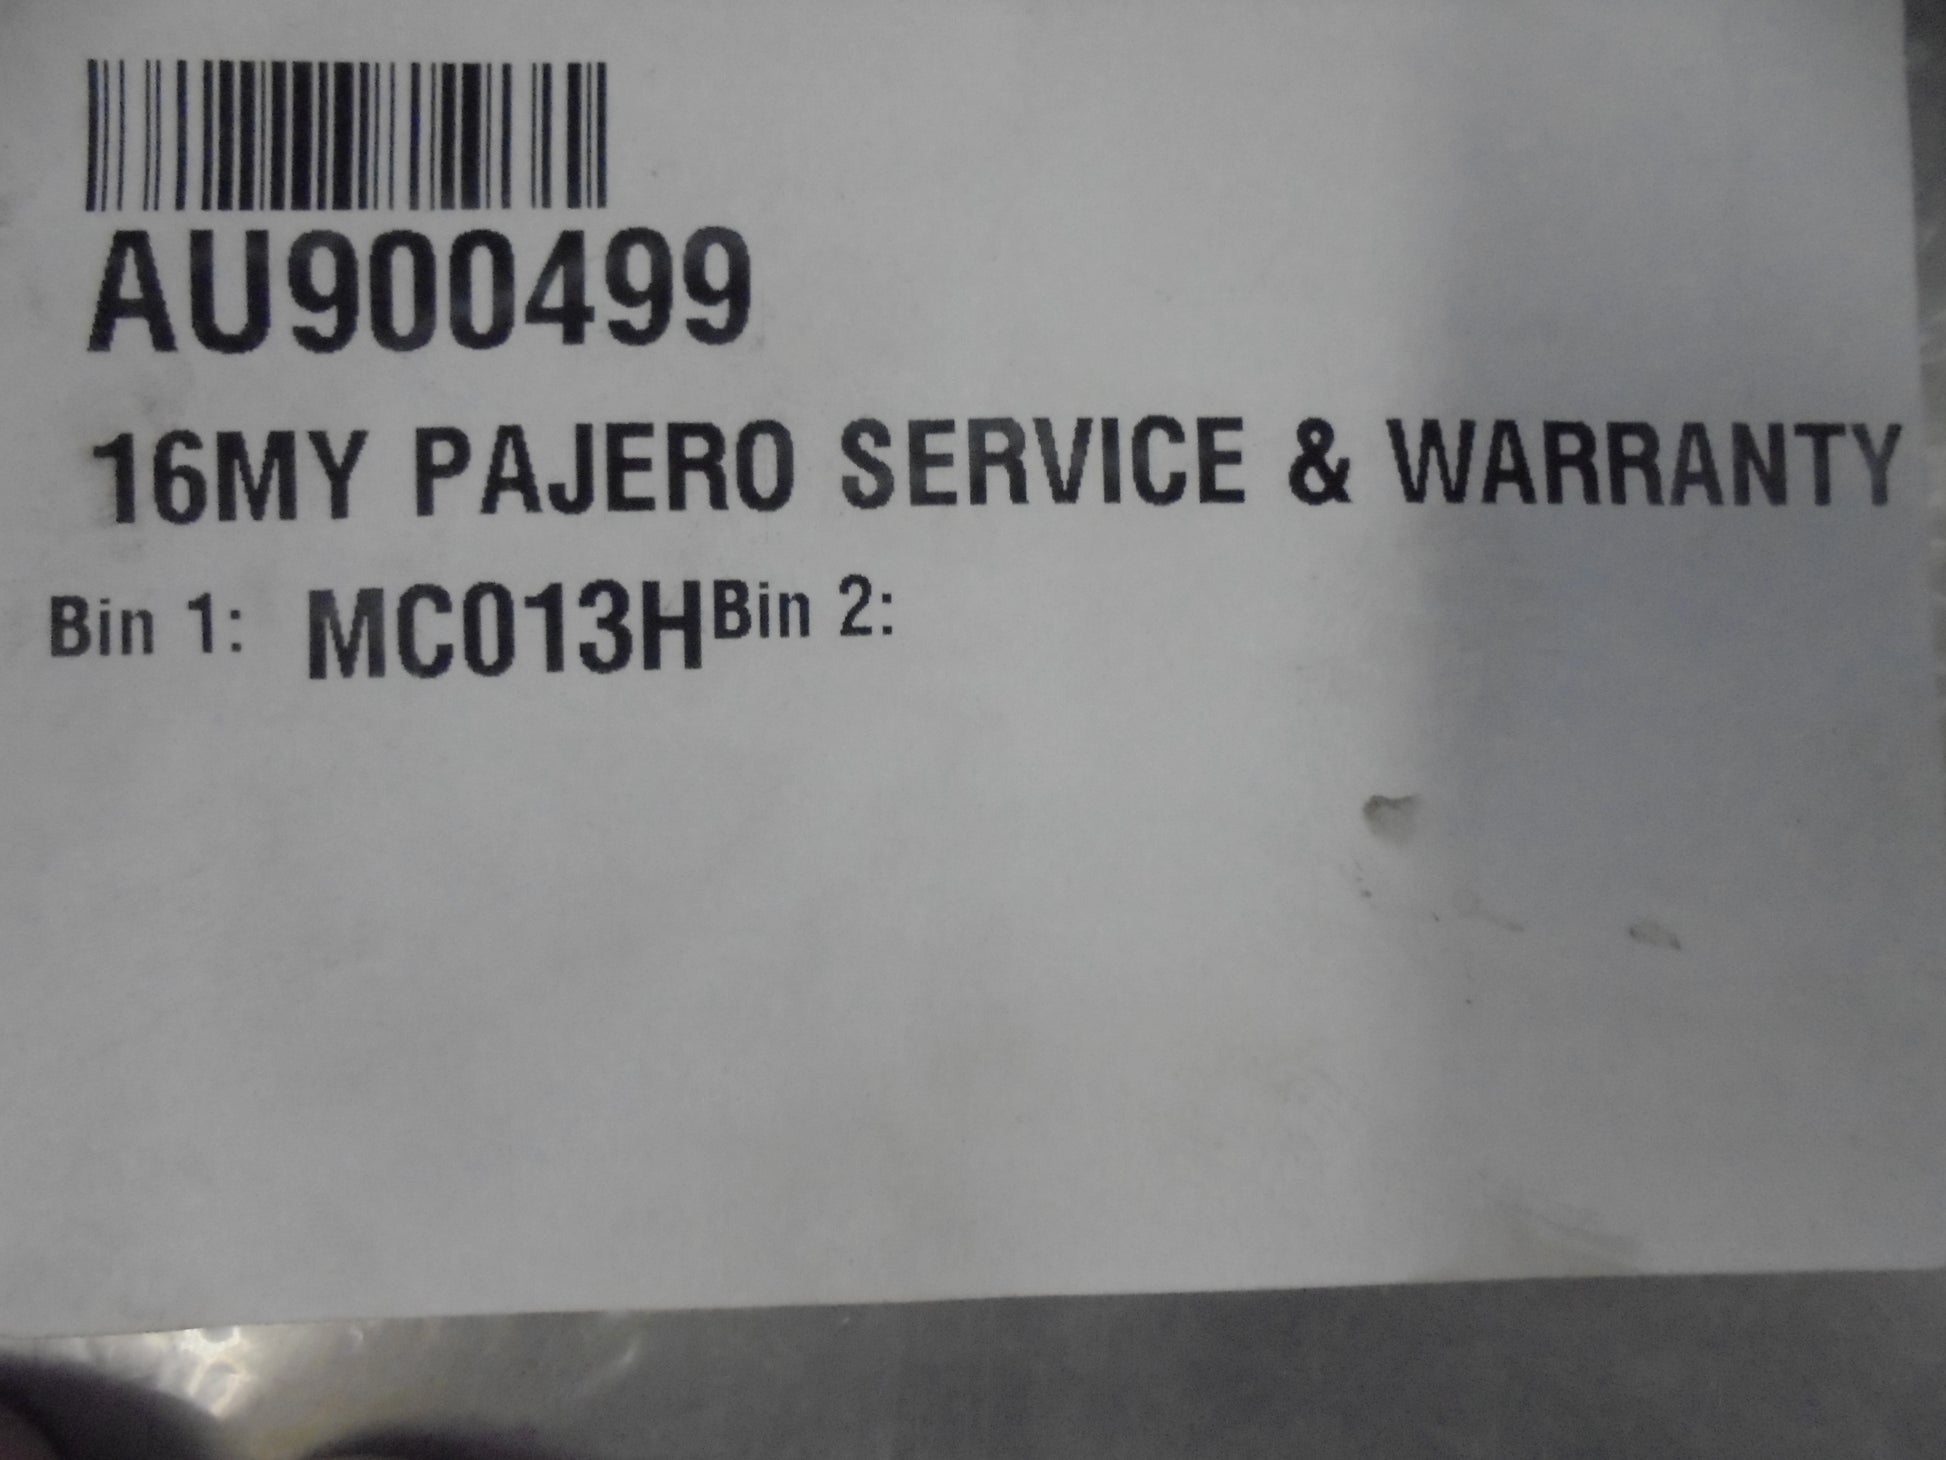 AU900499
16MY PAJERO SERVICE & WARRANTY
Bin 1: MC013H Bin 2: